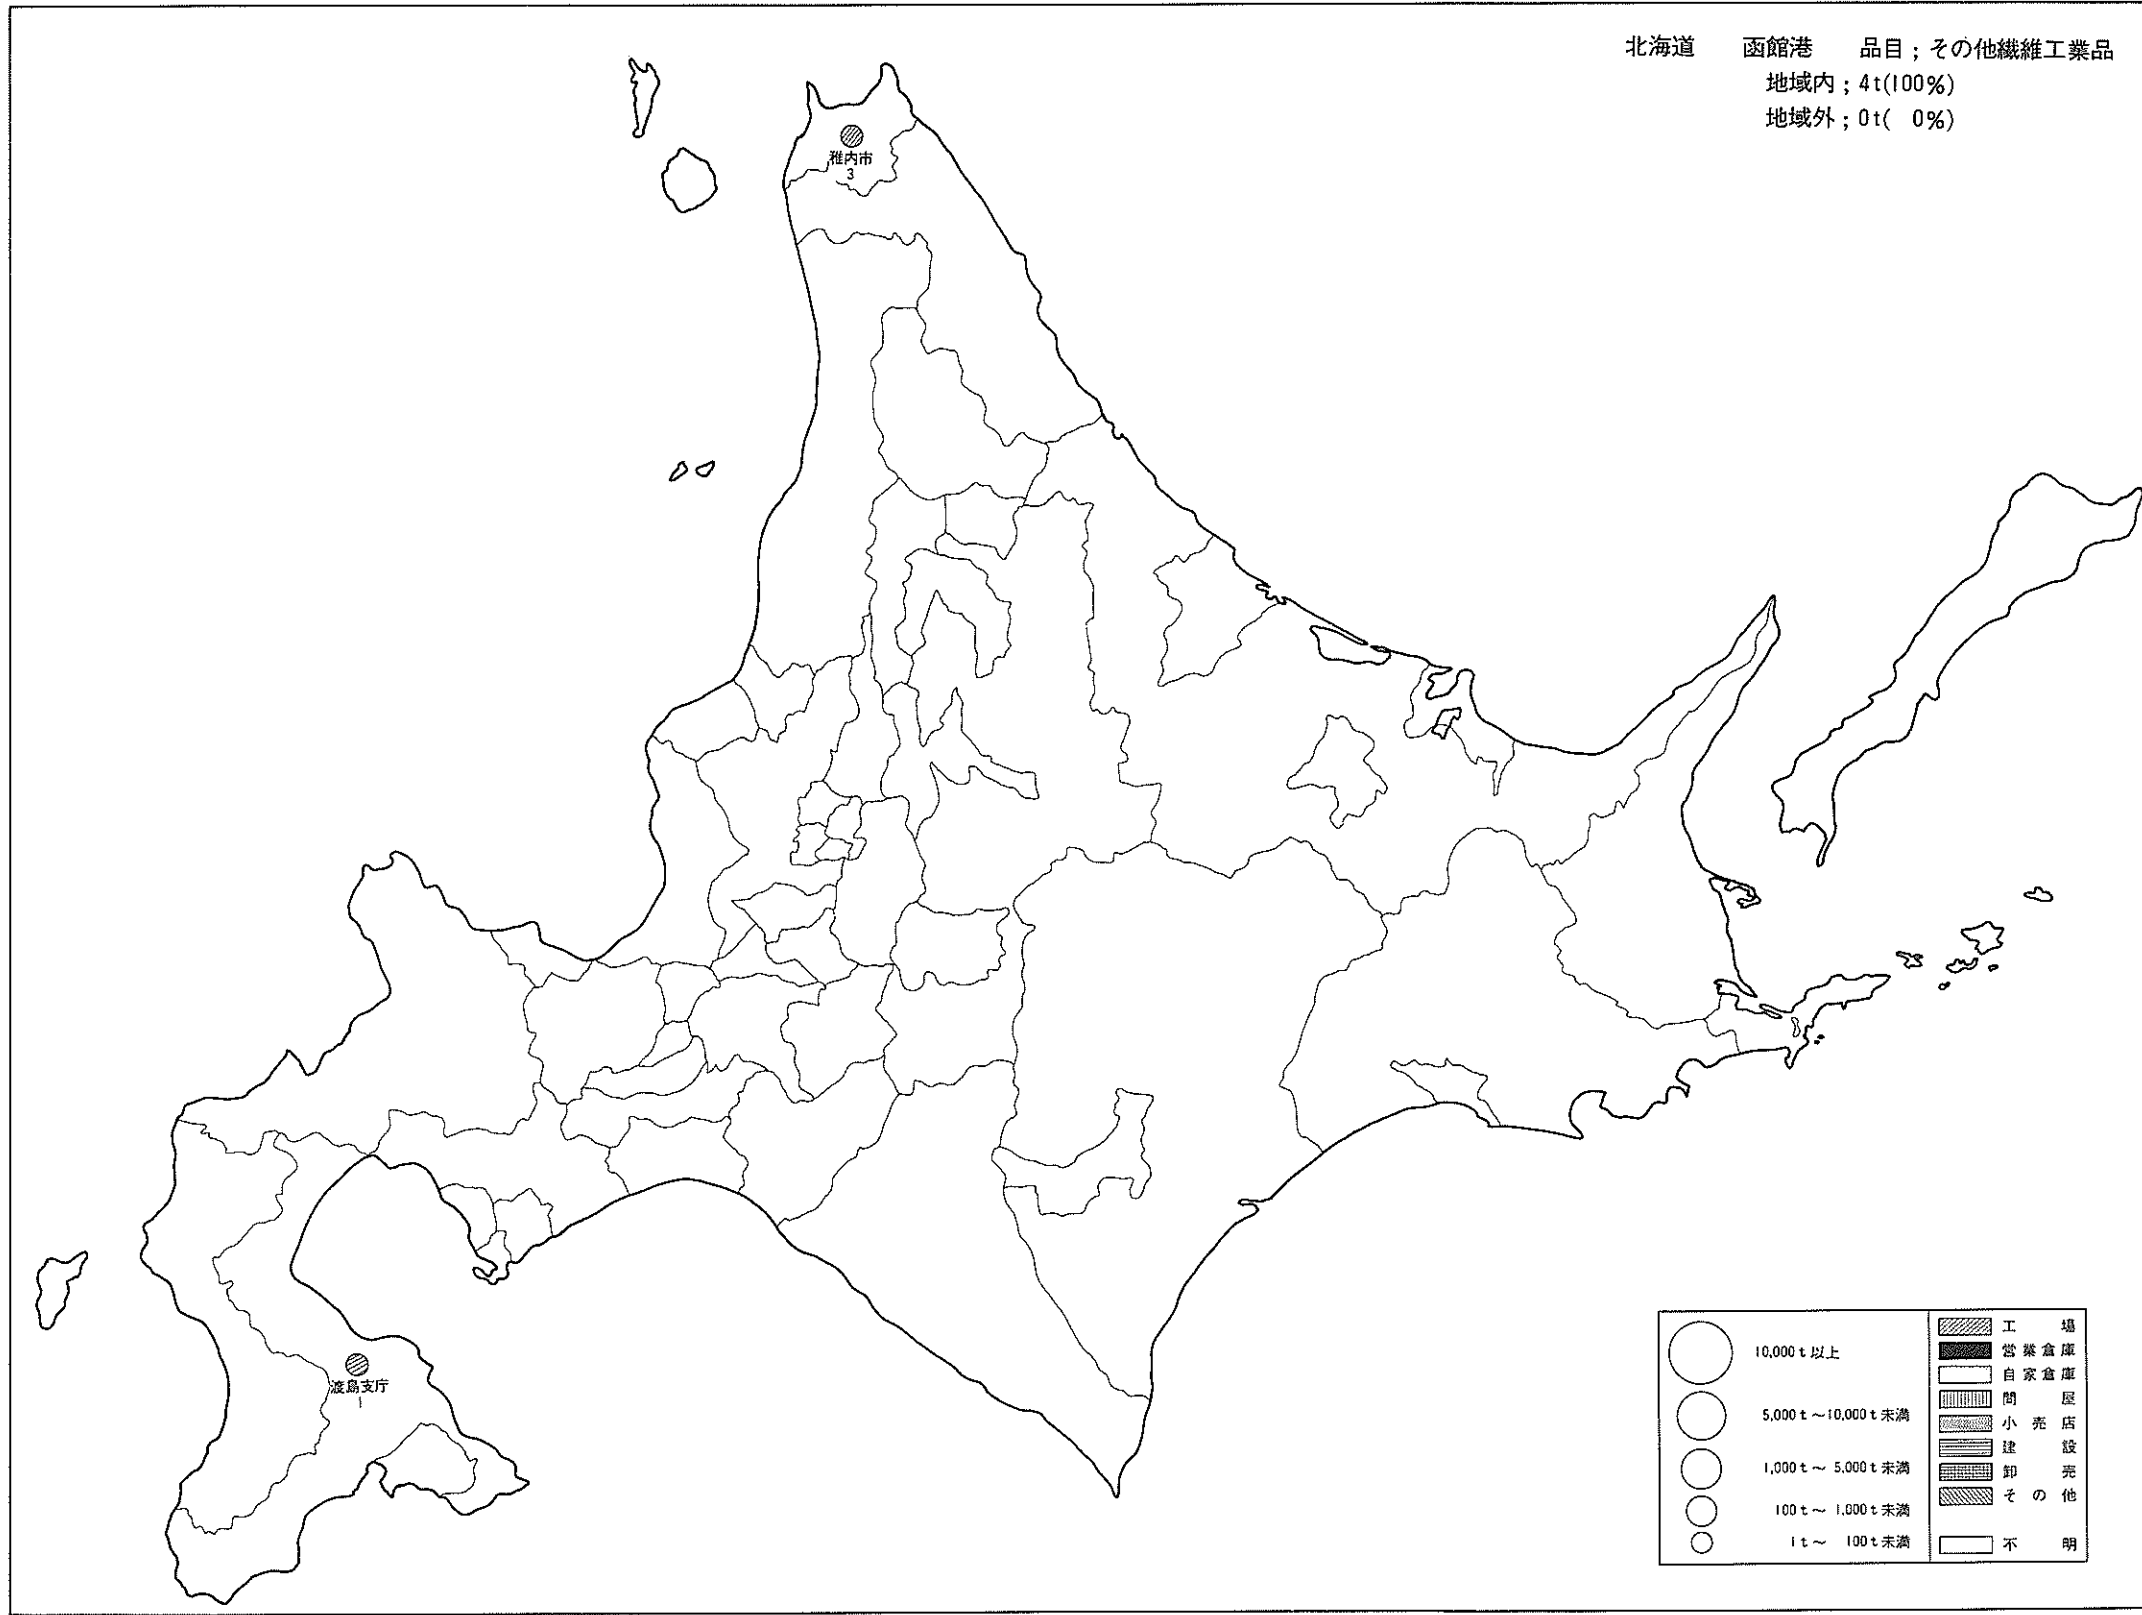 北海道 函館港 品目；その他繊維工業品
地域内；4t(100%)
地域外；0t( 0%)
稚内市
3
渡島支庁
1
10,000t以上
5,000t～10,000t未満
1,000t～5,000t未満
100t～1,000t未満
1t～100t未満
工場
営業倉庫
自家倉庫
問屋
小売店
建設
卸売
その他
不明